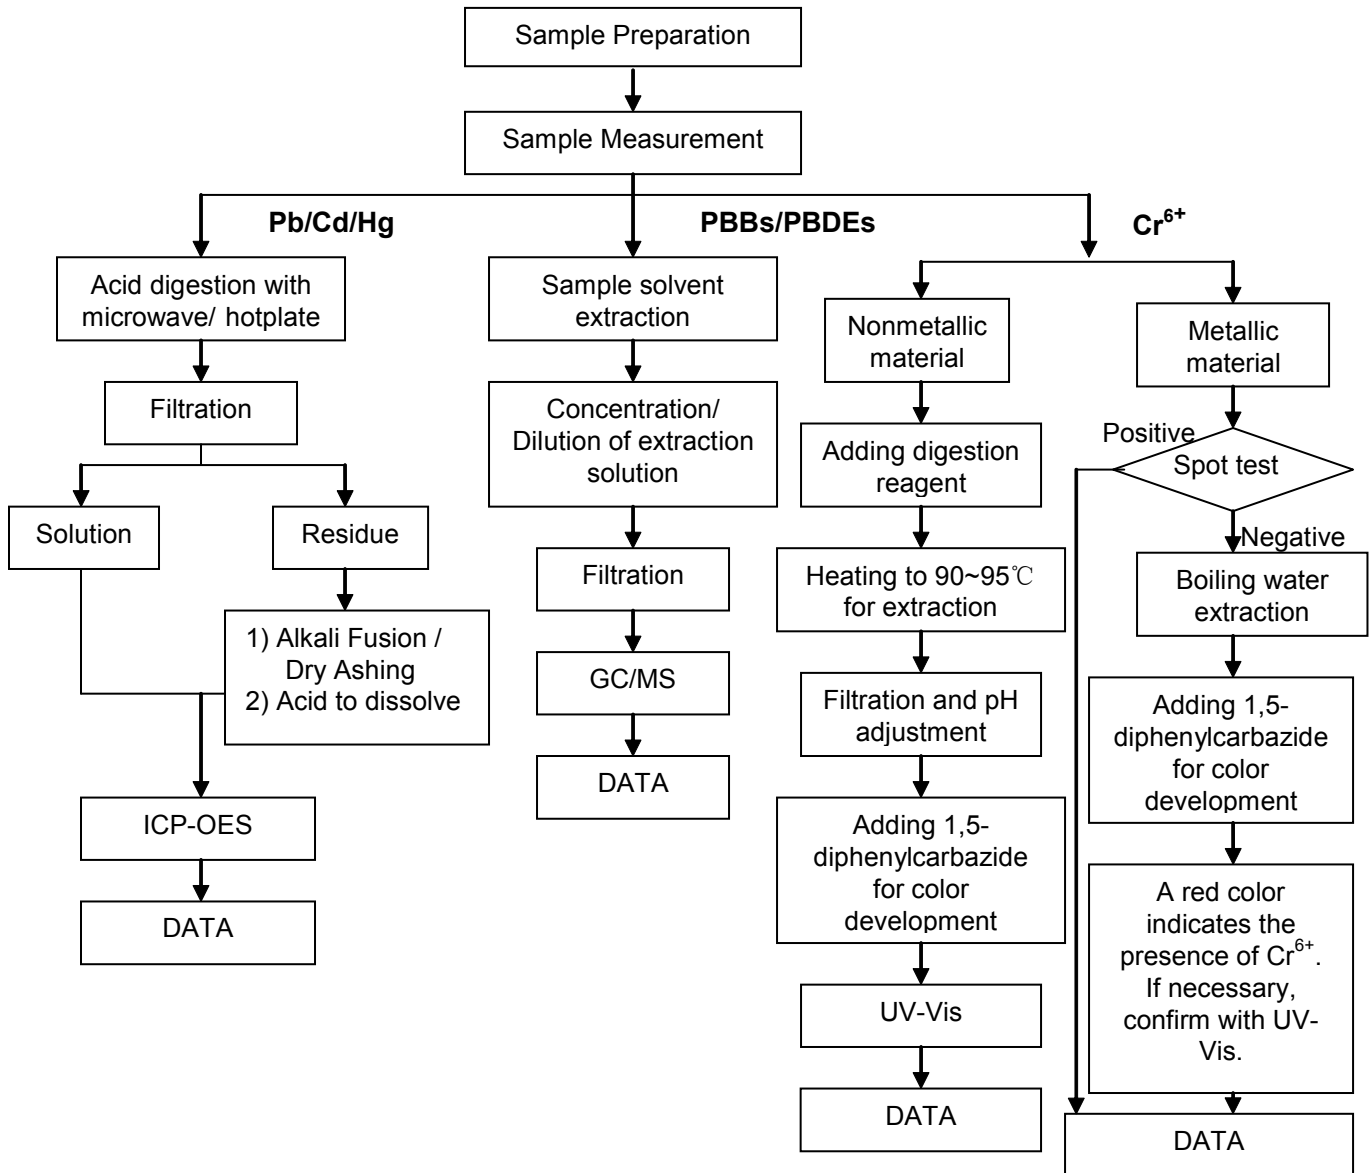 Sample Preparation
Sample Measurement
Pb/Cd/Hg
PBBs/PBDEs
Cr⁶⁺
Acid digestion with
microwave/ hotplate
Filtration
Solution
Residue
1) Alkali Fusion /
Dry Ashing
2) Acid to dissolve
ICP-OES
DATA
Sample solvent
extraction
Concentration/
Dilution of extraction
solution
Filtration
GC/MS
DATA
Nonmetallic
material
Adding digestion
reagent
Heating to 90~95℃
for extraction
Filtration and pH
adjustment
Adding 1,5-
diphenylcarbazide
for color
development
UV-Vis
DATA
Metallic
material
Positive
Spot test
Negative
Boiling water
extraction
Adding 1,5-
diphenylcarbazide
for color
development
A red color
indicates the
presence of Cr⁶⁺.
If necessary,
confirm with UV-
Vis.
DATA